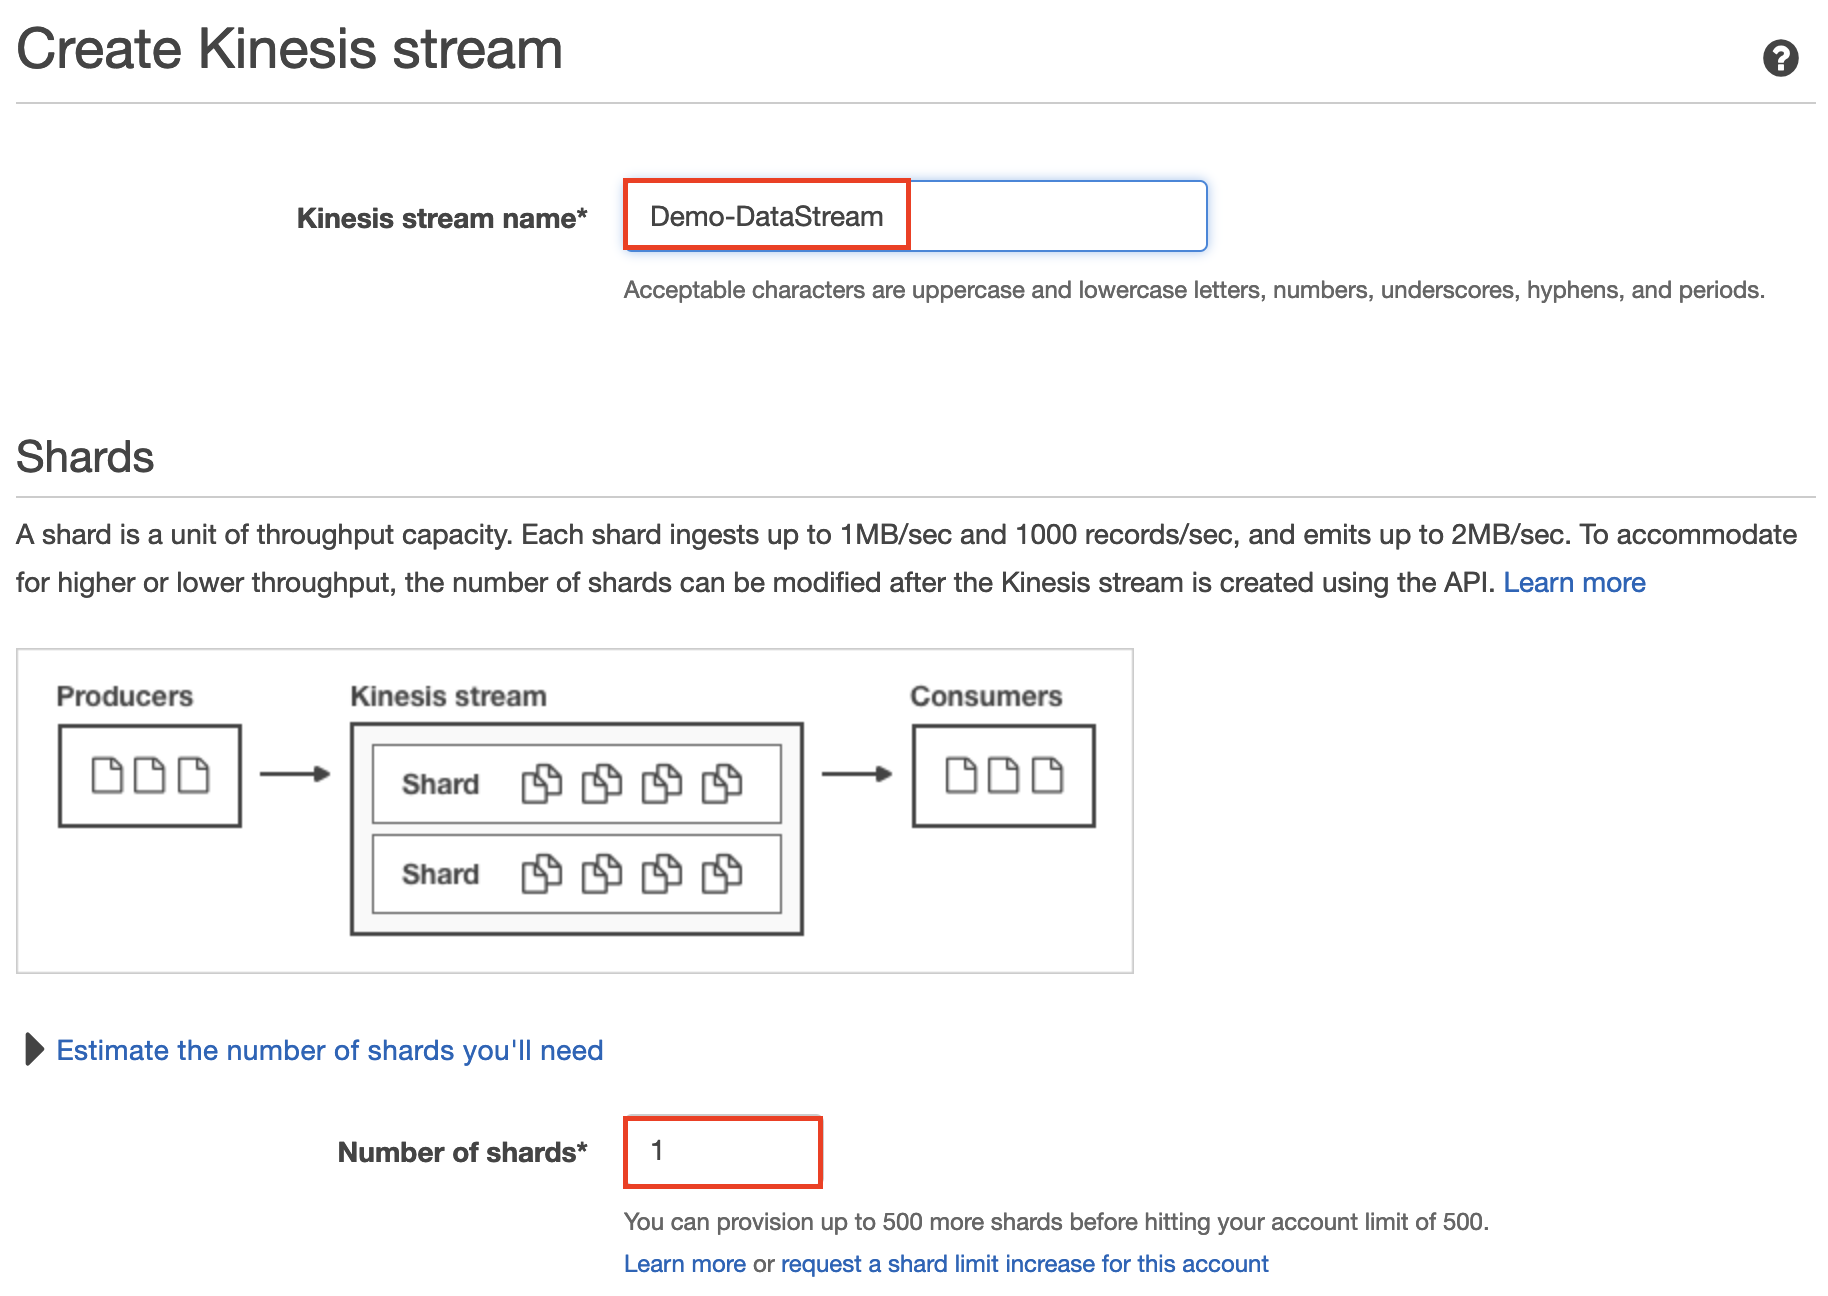 Create Kinesis stream
Kinesis stream name*
Demo-DataStream
Acceptable characters are uppercase and lowercase letters, numbers, underscores, hyphens, and periods.
Shards
A shard is a unit of throughput capacity. Each shard ingests up to 1MB/sec and 1000 records/sec, and emits up to 2MB/sec. To accommodate
for higher or lower throughput, the number of shards can be modified after the Kinesis stream is created using the API. Learn more
Producers
Kinesis stream
Consumers
Shard
Shard
Estimate the number of shards you'll need
Number of shards*
1
You can provision up to 500 more shards before hitting your account limit of 500.
Learn more or request a shard limit increase for this account